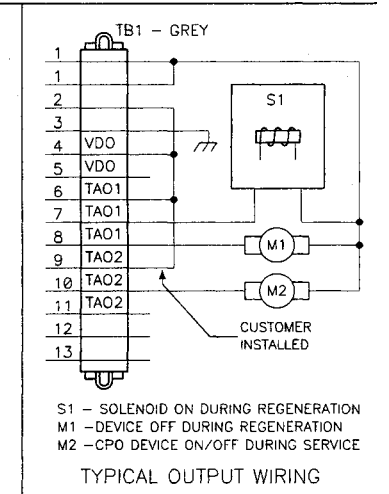 TB1 – GREY
1
1
2
3
4 VDO
5 VDO
6 TAO1
7 TAO1
8 TAO1
9 TAO2
10 TAO2
11 TAO2
12
13
S1
M1
M2
CUSTOMER
INSTALLED
S1 – SOLENOID ON DURING REGENERATION
M1 –DEVICE OFF DURING REGENERATION
M2 –CPO DEVICE ON/OFF DURING SERVICE
TYPICAL OUTPUT WIRING